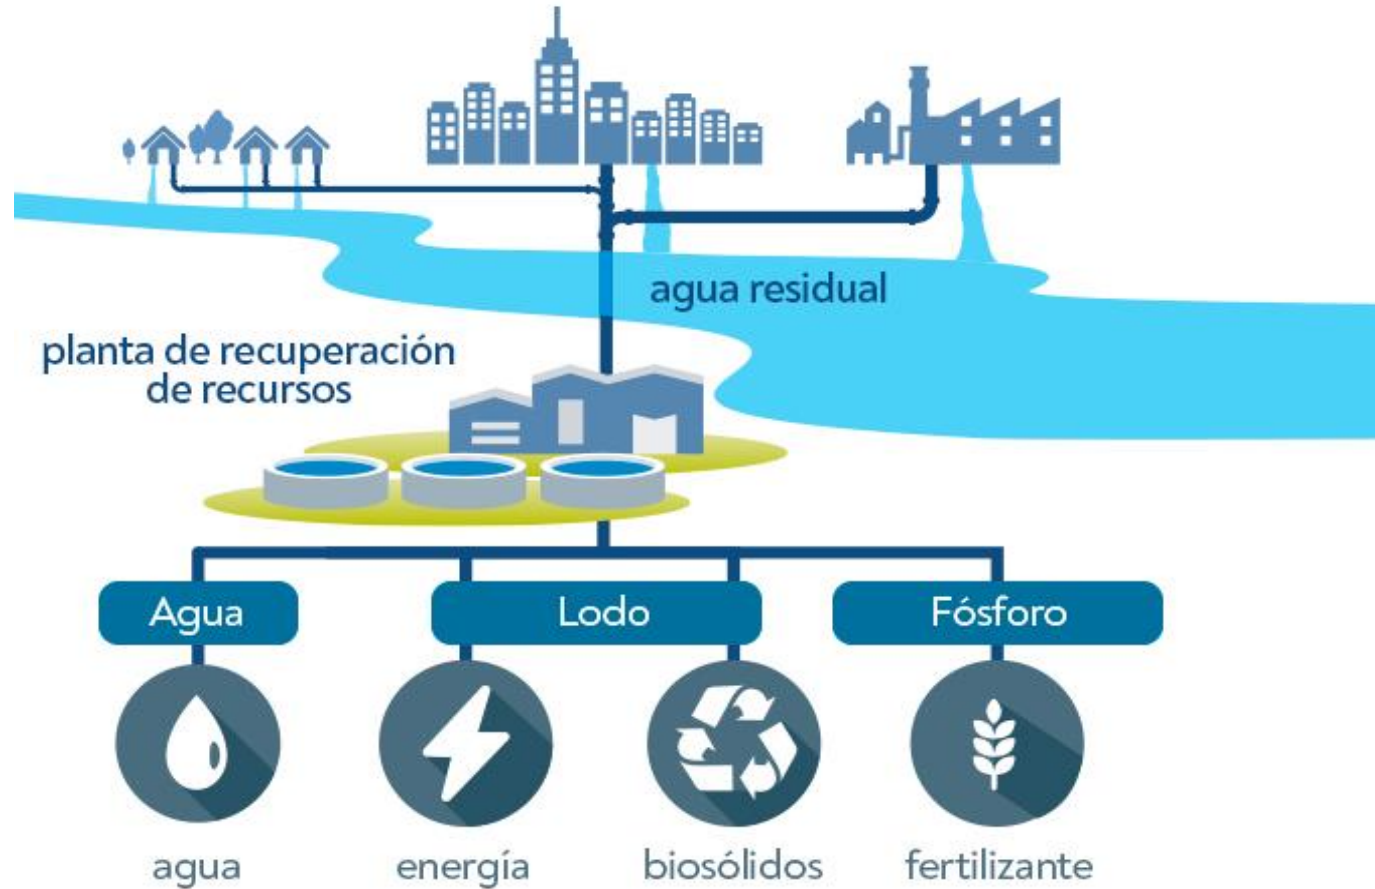 agua residual
planta de recuperación
de recursos
Agua
Lodo
Fósforo
agua
energía
biosólidos
fertilizante